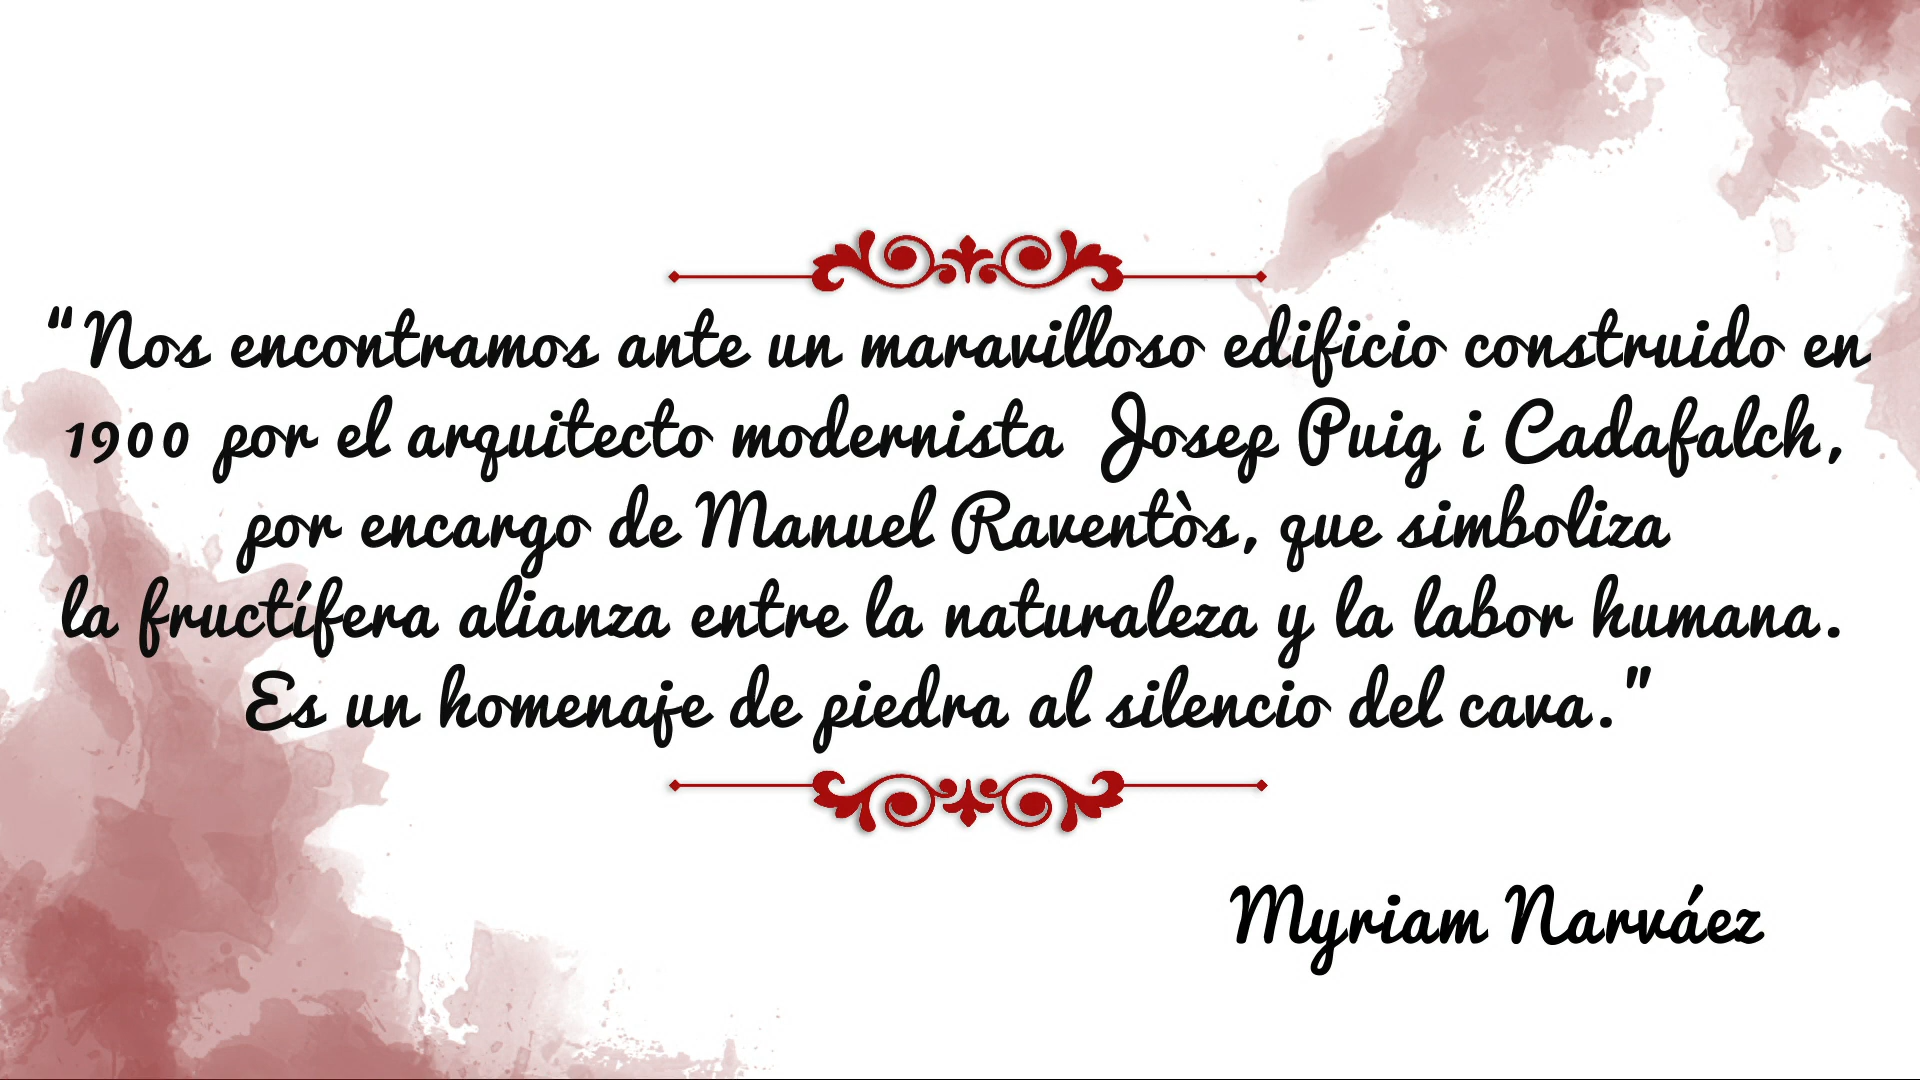 “Nos encontramos ante un maravilloso edificio construido en
1900 por el arquitecto modernista Josep Puig i Cadafalch,
por encargo de Manuel Raventòs, que simboliza
la fructífera alianza entre la naturaleza y la labor humana.
Es un homenaje de piedra al silencio del cava.”
Myriam Narváez